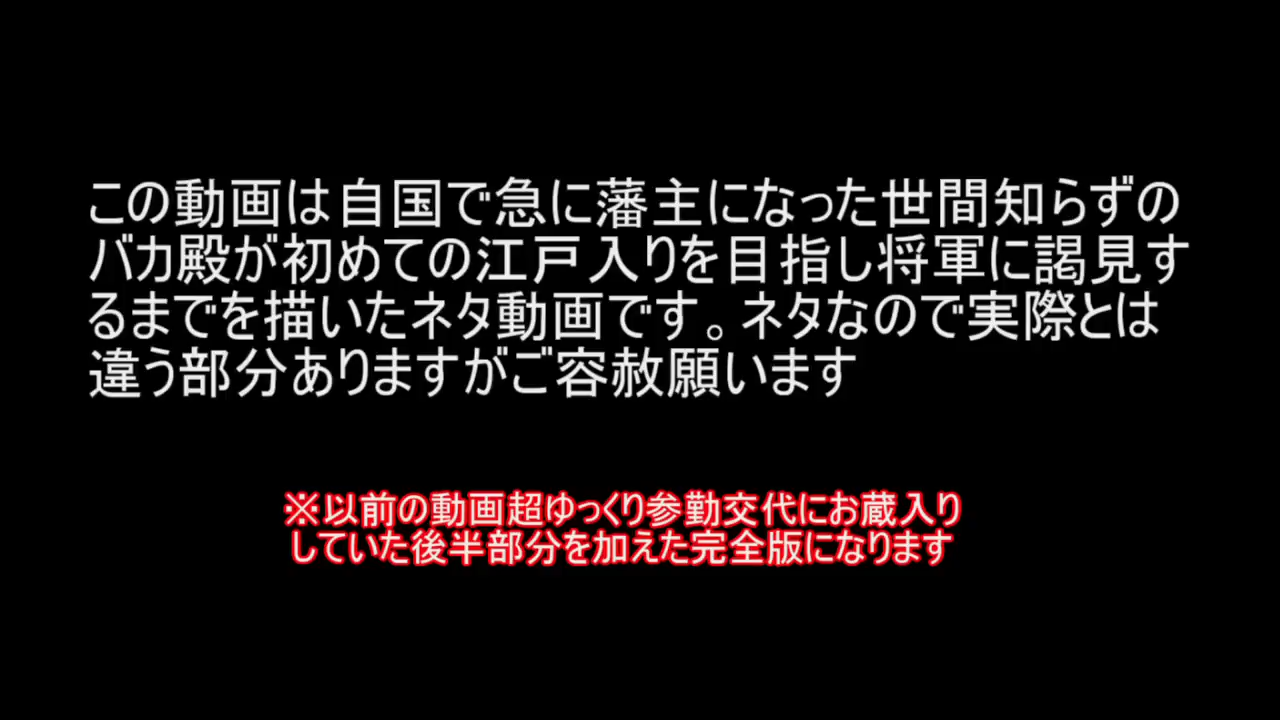 この動画は自国で急に藩主になった世間知らずの
バカ殿が初めての江戸入りを目指し将軍に謁見す
るまでを描いたネタ動画です。ネタなので実際とは
違う部分ありますがご容赦願います
※以前の動画超ゆっくり参勤交代にお蔵入り
していた後半部分を加えた完全版になります